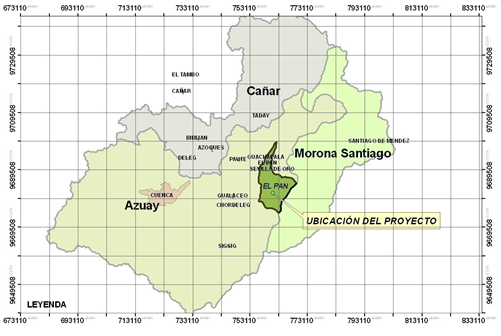 673110 693110 713110 733110 753110 773110 793110 813110 833110
9729508 9729508
EL TAMBO
CAÑAR
Cañar
9709508 9709508
TADAY
BIBLIAN
AZOGUES
SANTIAGO DE MENDEZ
DELEG
PAUTE
GUACHAPALA
EL PAN
SEVILLA DE ORO
Morona Santiago
9689508 9689508
EL PAN
CUENCA
GUALACEO
CHORDELEG
Azuay
UBICACIÓN DEL PROYECTO
9669508 9669508
SIGSIG
9649508 9649508
LEYENDA
673110 693110 713110 733110 753110 773110 793110 813110 833110